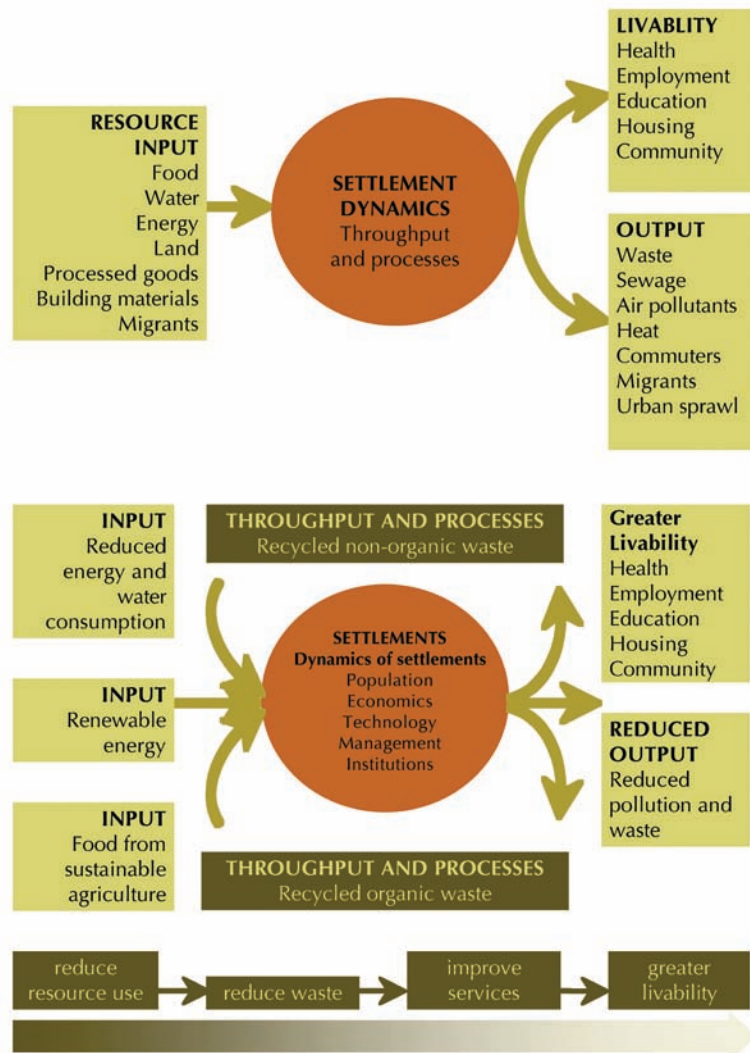 RESOURCE
INPUT
Food
Water
Energy
Land
Processed goods
Building materials
Migrants
SETTLEMENT
DYNAMICS
Throughput
and processes
LIVABLITY
Health
Employment
Education
Housing
Community
OUTPUT
Waste
Sewage
Air pollutants
Heat
Commuters
Migrants
Urban sprawl
INPUT
Reduced
energy and
water
consumption
INPUT
Renewable
energy
INPUT
Food from
sustainable
agriculture
THROUGHPUT AND PROCESSES
Recycled non-organic waste
SETTLEMENTS
Dynamics of settlements
Population
Economics
Technology
Management
Institutions
THROUGHPUT AND PROCESSES
Recycled organic waste
Greater
Livability
Health
Employment
Education
Housing
Community
REDUCED
OUTPUT
Reduced
pollution and
waste
reduce
resource use
reduce waste
improve
services
greater
livability